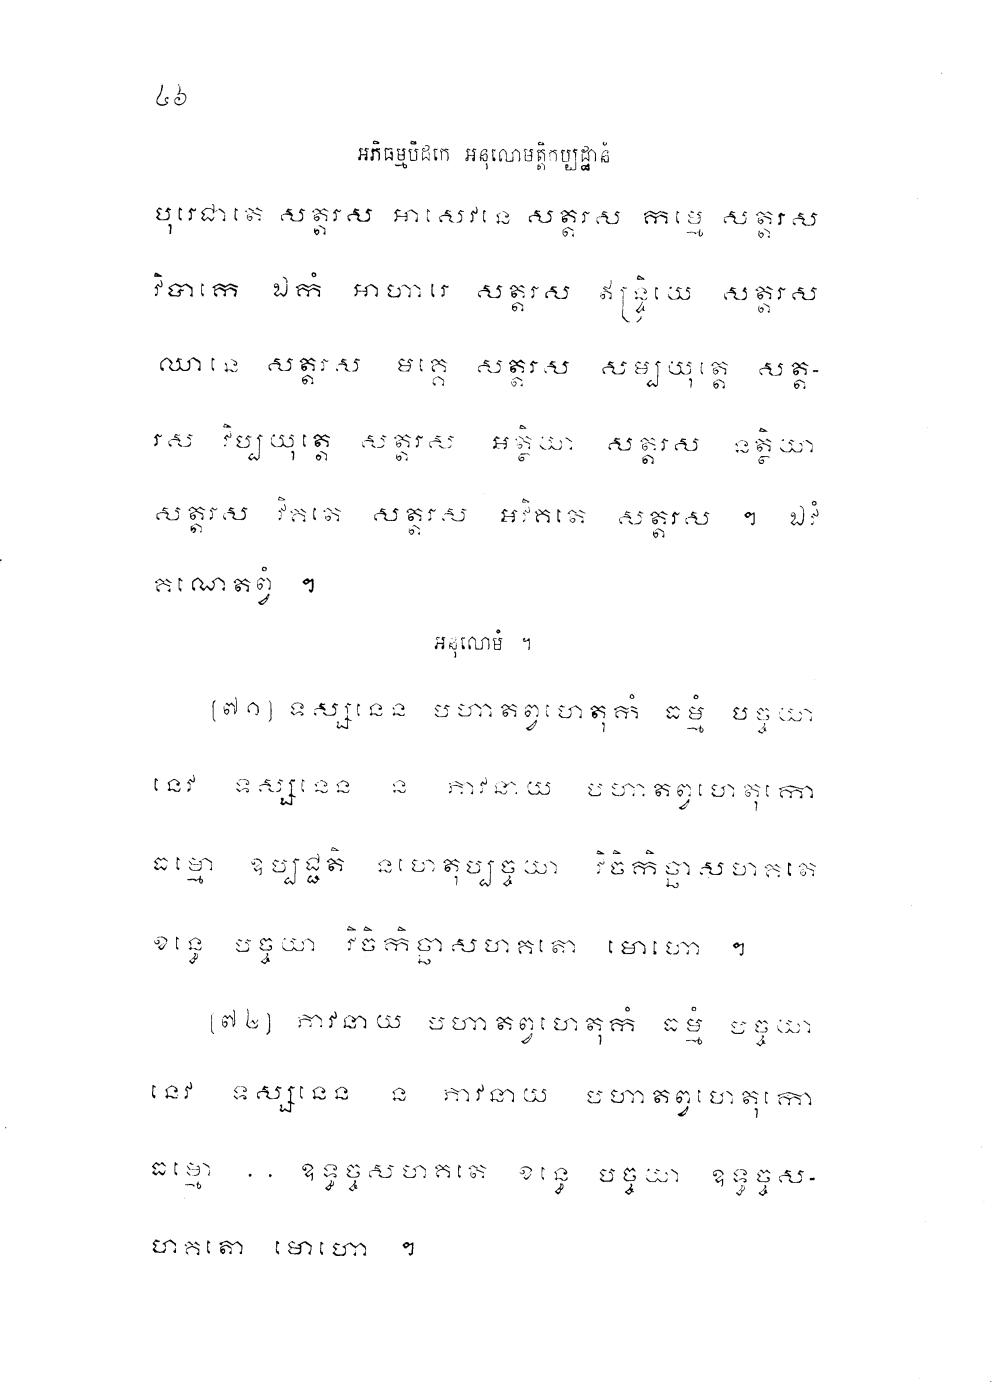 ៤៦
អភិធម្មបិដកេ អនុលោមត្តិកប្បដ្ឋានំ
បុរេជាតេ សត្តរស អាសេវនេ សត្តរស កម្មេ សត្តរស
វិបាកេ ឯកំ អាហារេ សត្តរស ឥន្ទ្រិយេ សត្តរស
ឈានេ សត្តរស មគ្គេ សត្តរស សម្បយុត្តេ សត្ត-
រស វិប្បយុត្តេ សត្តរស អត្ថិយា សត្តរស នត្ថិយា
សត្តរស វិគតេ សត្តរស អវិគតេ សត្តរស ។ ឯវំ
គណេតព្វំ ។
អនុលោមំ ។
[៧១] ទស្សនេន បហាតព្វហេតុកំ ធម្មំ បច្ចយា
នេវ ទស្សនេន ន ភាវនាយ បហាតព្វហេតុកោ
ធម្មោ ឧប្បជ្ជតិ នហេតុប្បច្ចយា វិចិកិច្ឆាសហគតេ
ខន្ធេ បច្ចយា វិចិកិច្ឆាសហគតោ មោហោ ។
[៧២] ភាវនាយ បហាតព្វហេតុកំ ធម្មំ បច្ចយា
នេវ ទស្សនេន ន ភាវនាយ បហាតព្វហេតុកោ
ធម្មោ .. ឧទ្ធច្ចសហគតេ ខន្ធេ បច្ចយា ឧទ្ធច្ចស-
ហគតោ មោហោ ។